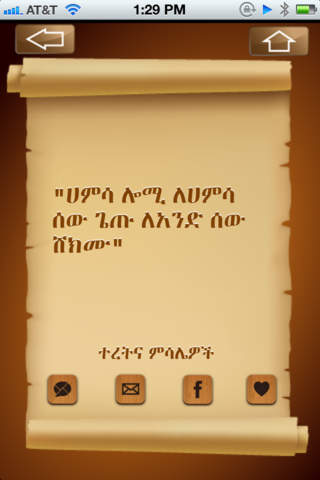 AT&T 1:29 PM
"ሀምሳ ሎሚ ለሀምሳ
ሰው ጌጡ ለአንድ ሰው
ሸክሙ"
ተረትና ምሳሌዎች
f